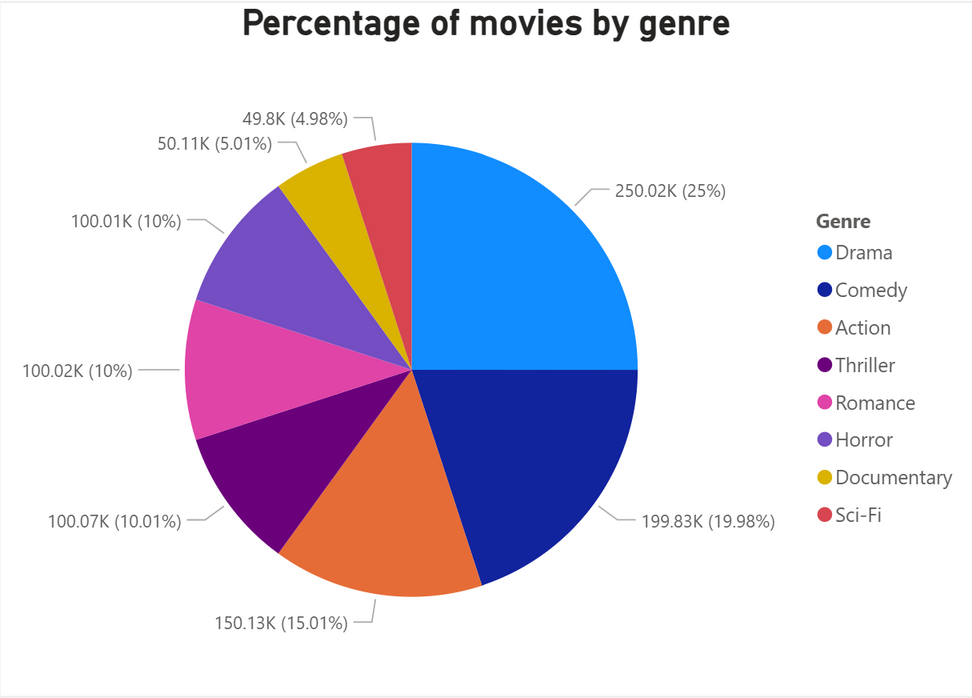 Percentage of movies by genre
49.8K (4.98%)
50.11K (5.01%)
100.01K (10%)
100.02K (10%)
100.07K (10.01%)
150.13K (15.01%)
250.02K (25%)
199.83K (19.98%)
Genre
Drama
Comedy
Action
Thriller
Romance
Horror
Documentary
Sci-Fi